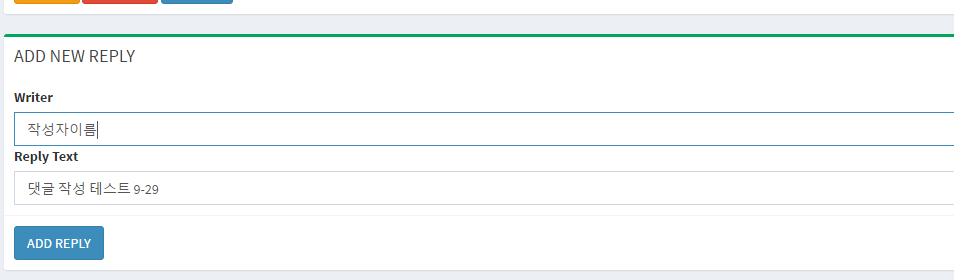 ADD NEW REPLY
Writer
작성자이름
Reply Text
댓글 작성 테스트 9-29
ADD REPLY